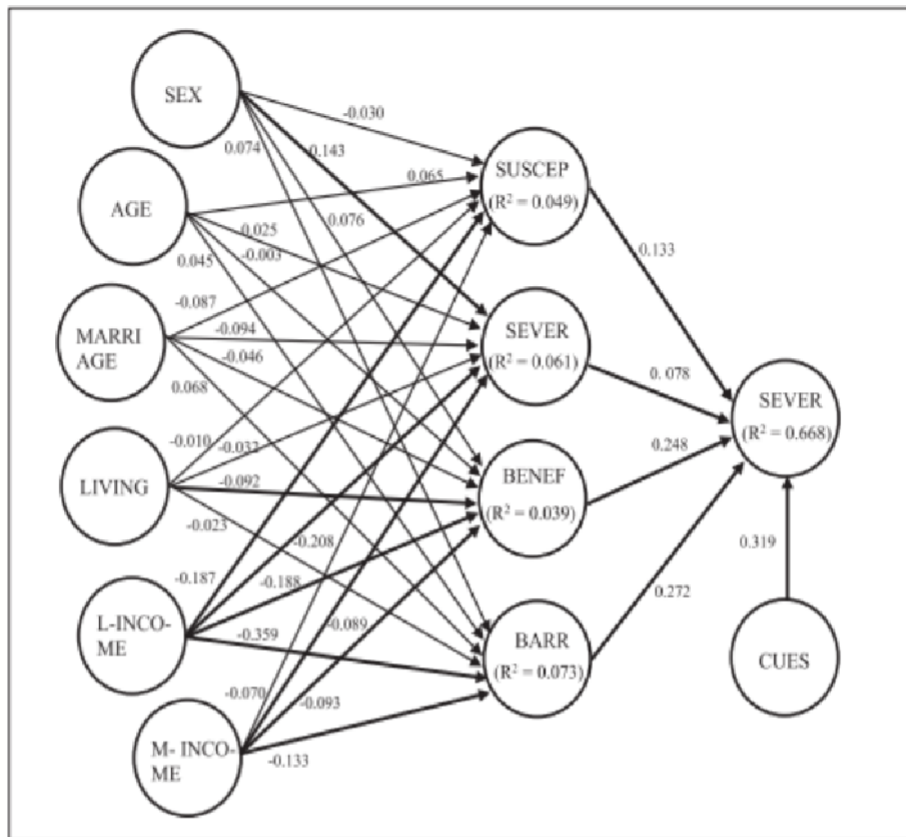 SEX
-0.030
0.074
0.143
SUSCEP
(R² = 0.049)
0.065
AGE
0.076
0.025
-0.003
0.045
0.133
-0.087
MARRI
AGE
-0.094
SEVER
(R² = 0.061)
-0.046
0.078
0.068
SEVER
(R² = 0.668)
-0.010
-0.032
0.248
LIVING
-0.092
BENEF
(R² = 0.039)
-0.023
-0.208
0.319
-0.187
-0.188
0.272
L-INCO-
ME
-0.089
-0.359
BARR
(R² = 0.073)
CUES
-0.070
-0.093
M- INCO-
ME
-0.133